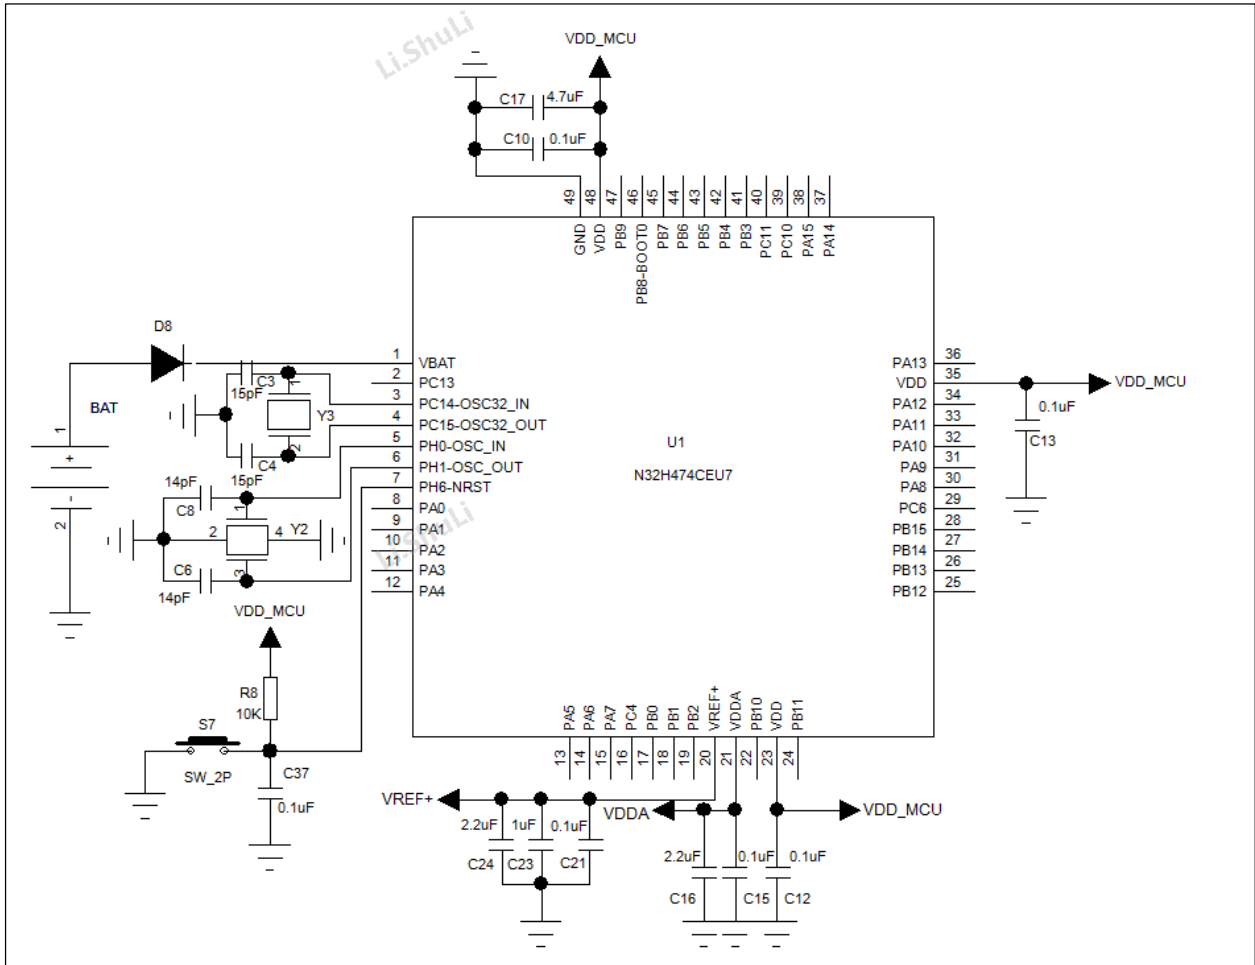 Li.ShuLi
VDD_MCU
C17
4.7uF
C10
0.1uF
49
48
47
46
45
44
43
42
41
40
39
38
37
GND
VDD
PB9
PB8-BOOT0
PB7
PB6
PB5
PB4
PB3
PC11
PC10
PA15
PA14
D8
BAT
1
+
-
2
C3
15pF
1
Y3
2
C4
15pF
14pF
C8
1
2
4
Y2
3
C6
14pF
1
VBAT
2
PC13
3
PC14-OSC32_IN
4
PC15-OSC32_OUT
5
PH0-OSC_IN
6
PH1-OSC_OUT
7
PH6-NRST
8
PA0
9
PA1
10
PA2
11
PA3
12
PA4
Li.ShuLi
U1
N32H474CEU7
PA13
36
VDD
35
PA12
34
PA11
33
PA10
32
PA9
31
PA8
30
PC6
29
PB15
28
PB14
27
PB13
26
PB12
25
VDD_MCU
0.1uF
C13
VDD_MCU
R8
10K
S7
SW_2P
C37
0.1uF
PA5
PA6
PA7
PC4
PB0
PB1
PB2
VREF+
VDDA
PB10
VDD
PB11
13
14
15
16
17
18
19
20
21
22
23
24
VREF+
2.2uF
1uF
0.1uF
C24
C23
C21
VDDA
VDD_MCU
2.2uF
0.1uF
0.1uF
C16
C15
C12